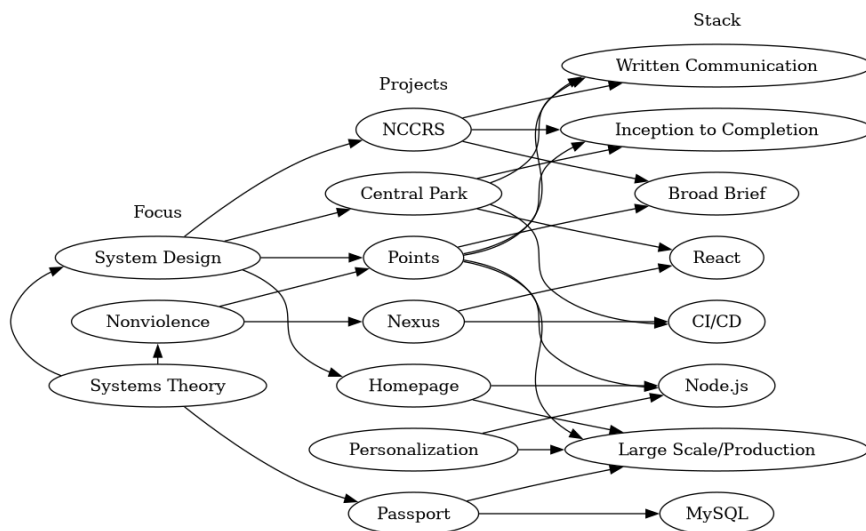 Stack
Written Communication
Projects
NCCRS
Inception to Completion
Central Park
Broad Brief
Focus
System Design
Points
React
Nonviolence
Nexus
CI/CD
Systems Theory
Homepage
Node.js
Personalization
Large Scale/Production
Passport
MySQL